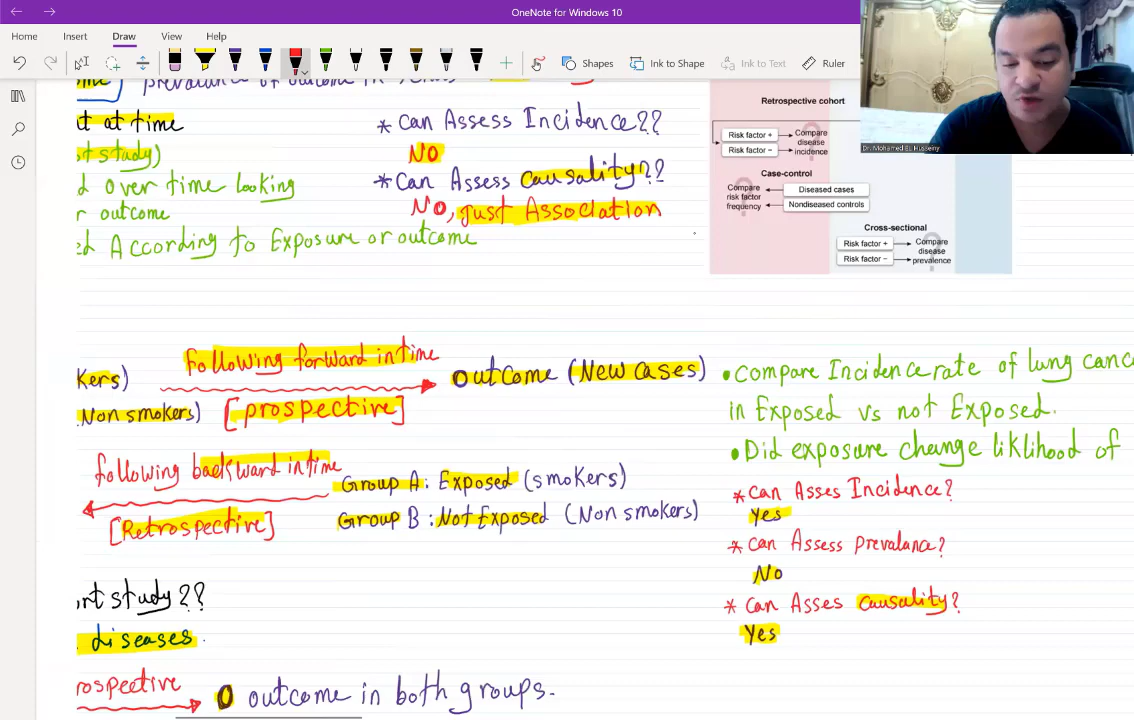 OneNote for Windows 10
Home Insert Draw View Help
Shapes Ink to Shape Ink to Text Ruler
prevalance of outcome
at time
study)
over time looking
outcome
According to Exposure or outcome
* Can Assess Incidence??
No
* Can Assess causality??
No, just Association
Retrospective cohort
Risk factor + Compare disease incidence
Risk factor –
Case-control
Compare risk factor frequency
Diseased cases
Nondiseased controls
Cross-sectional
Risk factor + Compare disease prevalence
Risk factor –
Dr. Mohamed EL Husseiny
kers) following forward in time outcome (New cases)
Non smokers) [prospective]
following backward in time
[Retrospective]
Group A: Exposed (smokers)
Group B: Not Exposed (Non smokers)
• Compare Incidence rate of lung canc
in Exposed vs not Exposed.
• Did exposure change liklihood of
* Can Asses Incidence?
Yes
* Can Assess prevalance?
No
* Can Asses causality?
Yes
rt study??
diseases.
rospective
outcome in both groups.